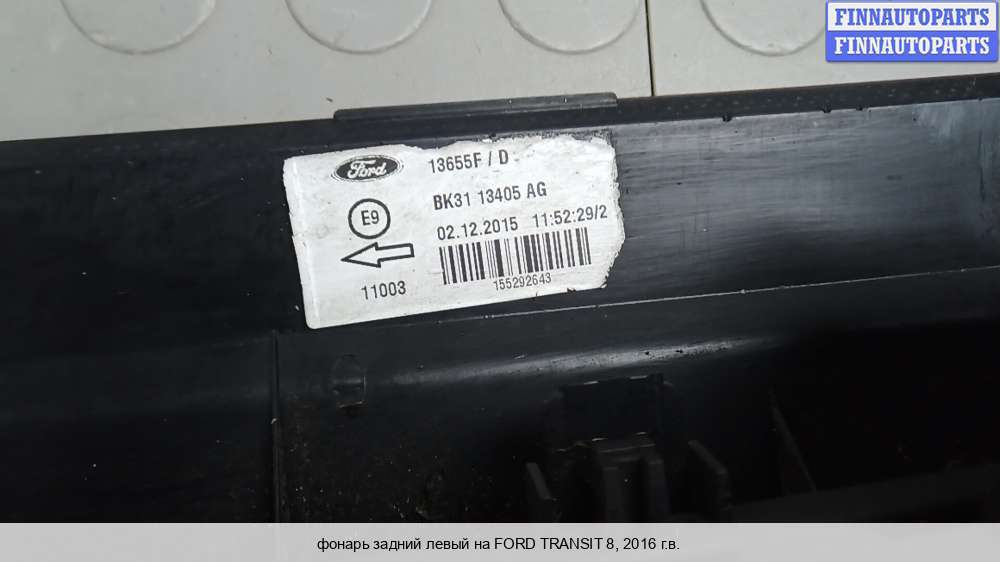 FINNAUTOPARTS
FINNAUTOPARTS
Ford
13655F / D
BK31 13405 AG
E9
02.12.2015 11:52:29/2
11003
155292643
фонарь задний левый на FORD TRANSIT 8, 2016 г.в.